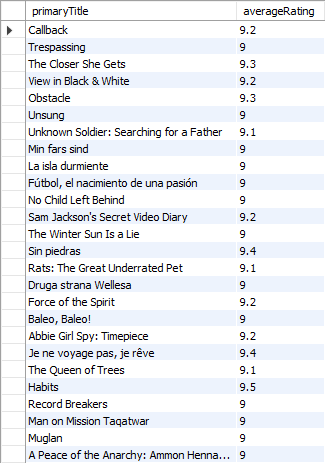 primaryTitle averageRating
Callback 9.2
Trespassing 9
The Closer She Gets 9.3
View in Black & White 9.2
Obstacle 9.3
Unsung 9
Unknown Soldier: Searching for a Father 9.1
Min fars sind 9
La isla durmiente 9
Fútbol, el nacimiento de una pasión 9
No Child Left Behind 9
Sam Jackson's Secret Video Diary 9.2
The Winter Sun Is a Lie 9
Sin piedras 9.4
Rats: The Great Underrated Pet 9.1
Druga strana Wellesa 9
Force of the Spirit 9.2
Baleo, Baleo! 9
Abbie Girl Spy: Timepiece 9.2
Je ne voyage pas, je rêve 9.4
The Queen of Trees 9.1
Habits 9.5
Record Breakers 9
Man on Mission Taqatwar 9
Muglan 9
A Peace of the Anarchy: Ammon Henna... 9